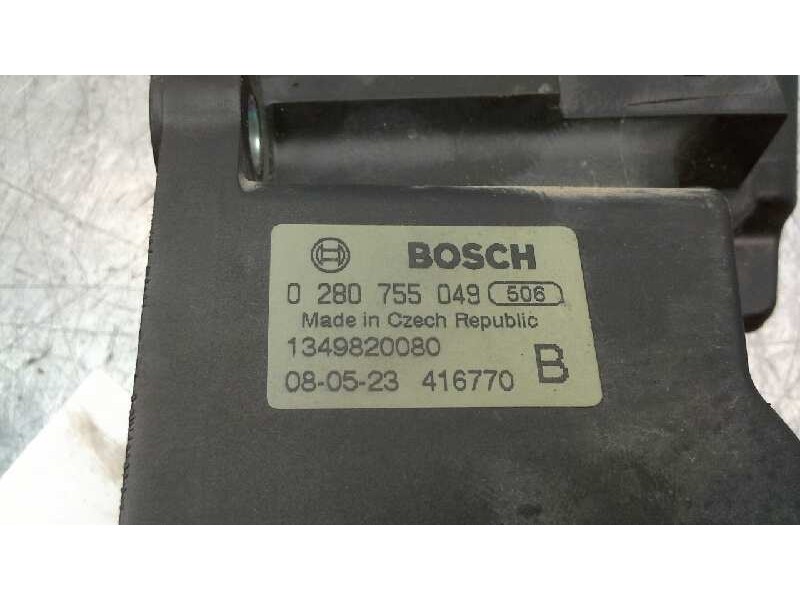 BOSCH
0 280 755 049 506
Made in Czech Republic
1349820080
08-05-23 416770 B